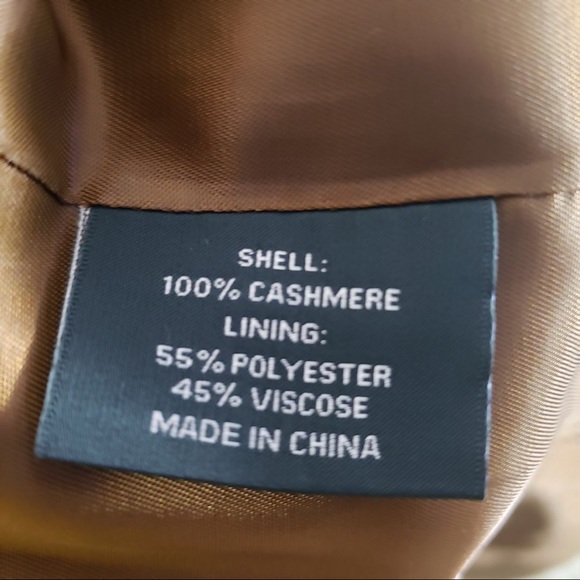 SHELL:
100% CASHMERE
LINING:
55% POLYESTER
45% VISCOSE
MADE IN CHINA